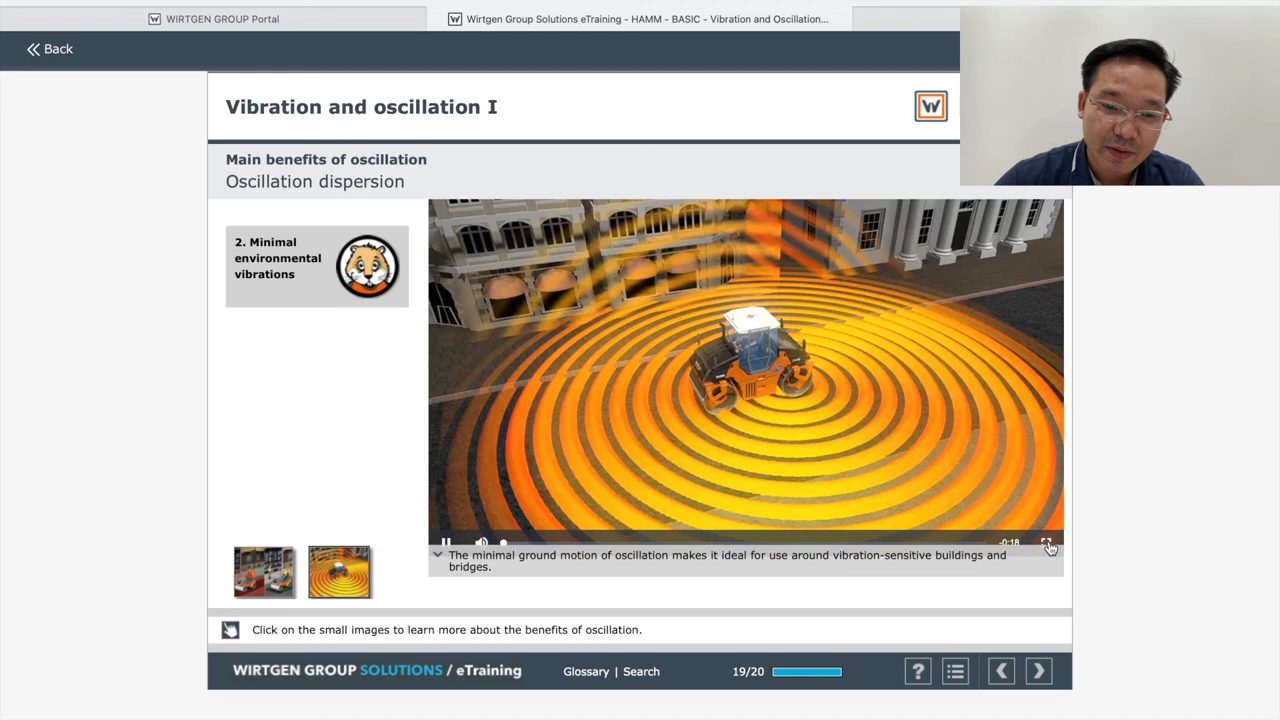 WIRTGEN GROUP Portal
Wirtgen Group Solutions eTraining - HAMM - BASIC - Vibration and Oscillation...
Back
Vibration and oscillation I
W
Main benefits of oscillation
Oscillation dispersion
2. Minimal
environmental
vibrations
-0:18
The minimal ground motion of oscillation makes it ideal for use around vibration-sensitive buildings and
bridges.
Click on the small images to learn more about the benefits of oscillation.
WIRTGEN GROUP SOLUTIONS / eTraining
Glossary | Search
19/20
?